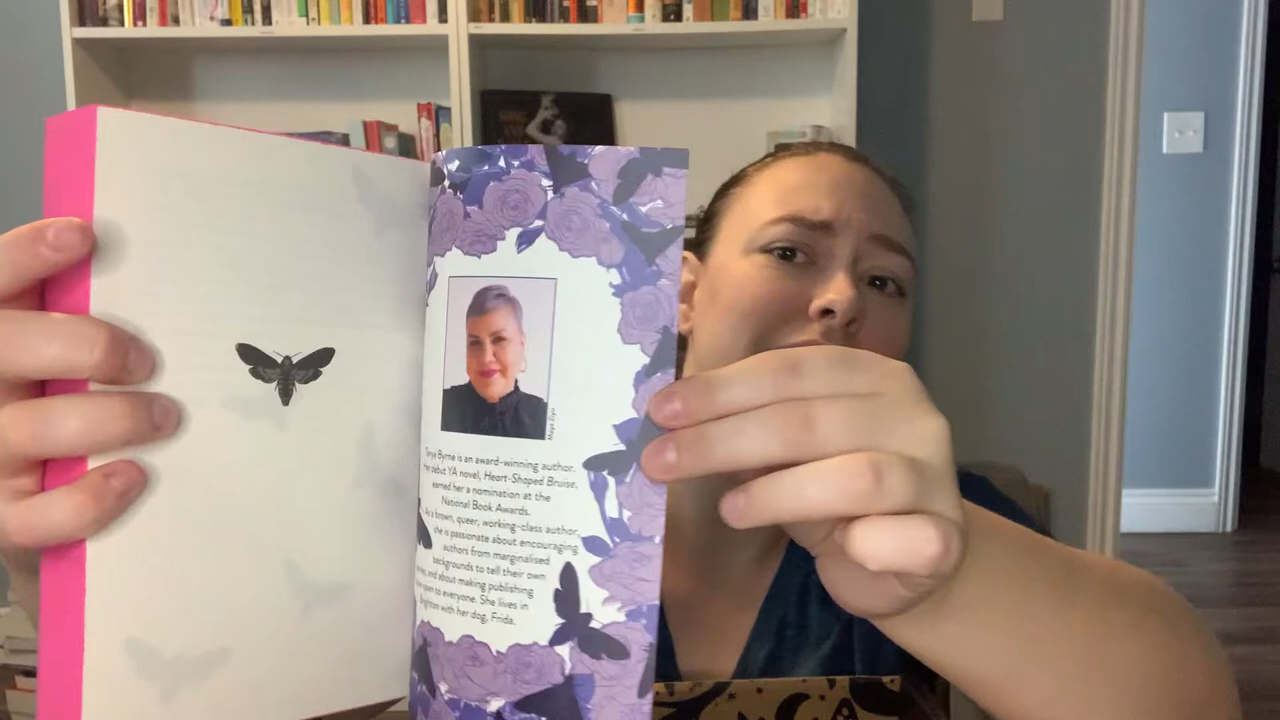 Tanya Byrne is an award-winning author.
Her debut YA novel, Heart-Shaped Bruise,
earned her a nomination at the
National Book Awards.
As a brown, queer, working-class author,
she is passionate about encouraging
authors from marginalised
backgrounds to tell their own
and about making publishing
open to everyone. She lives in
Brighton with her dog, Frida.